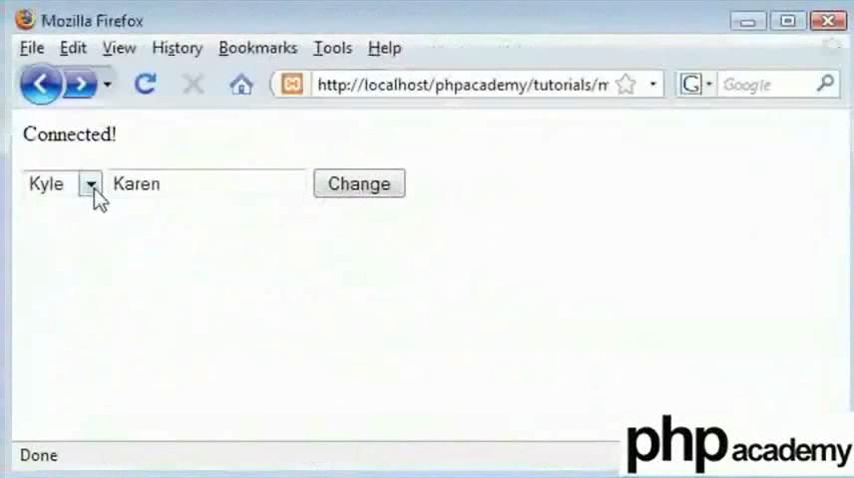 Mozilla Firefox
File Edit View History Bookmarks Tools Help
http://localhost/phpacademy/tutorials/m Google
Connected!
Kyle Karen Change
Done
php academy